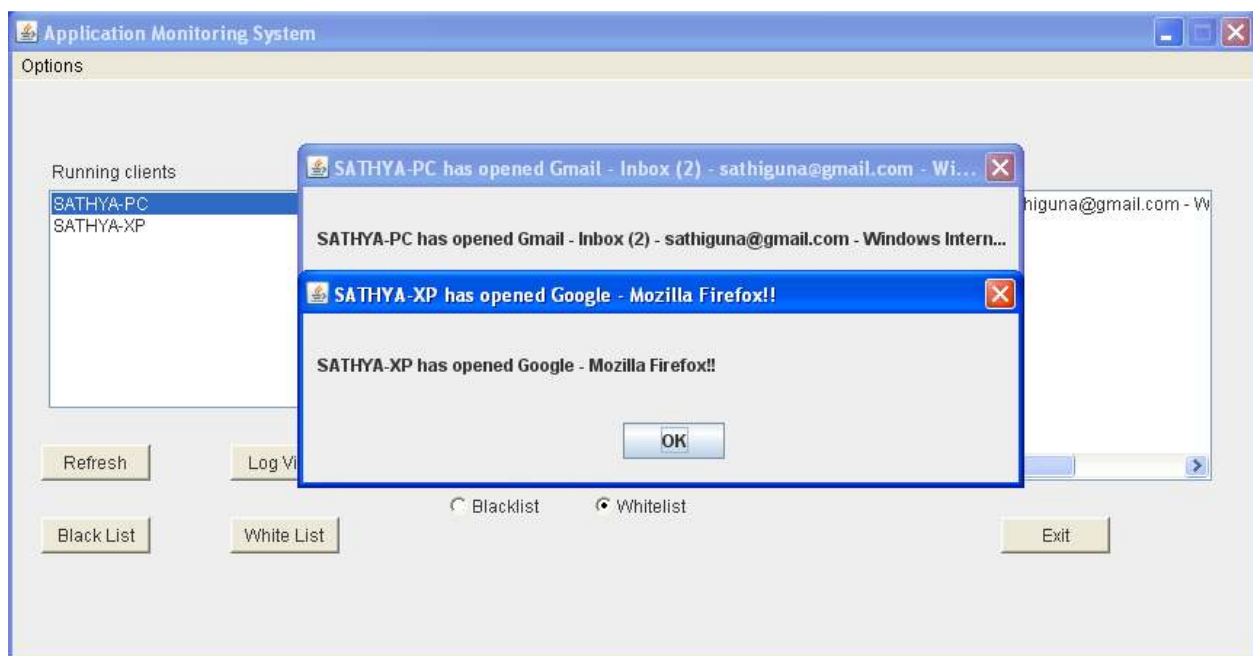 Application Monitoring System
Options
Running clients
SATHYA-PC
SATHYA-XP
SATHYA-PC has opened Gmail - Inbox (2) - sathiguna@gmail.com - Wi...
SATHYA-PC has opened Gmail - Inbox (2) - sathiguna@gmail.com - Windows Intern...
higuna@gmail.com - W
SATHYA-XP has opened Google - Mozilla Firefox!!
SATHYA-XP has opened Google - Mozilla Firefox!!
OK
Refresh
Log Vi
Blacklist
Whitelist
Black List
White List
Exit